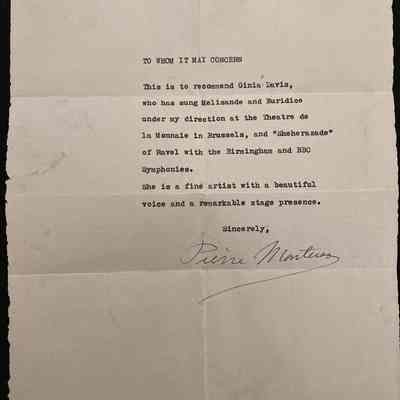 TO WHOM IT MAY CONCERN
This is to recommend Ginia Davis,
who has sung Melisande and Euridice
under my direction at the Theatre de
la Monnaie in Brussels, and "Sheherazade"
of Ravel with the Birmingham and BBC
Symphonies.
She is a fine artist with a beautiful
voice and a remarkable stage presence.
Sincerely,
Pierre Monteux